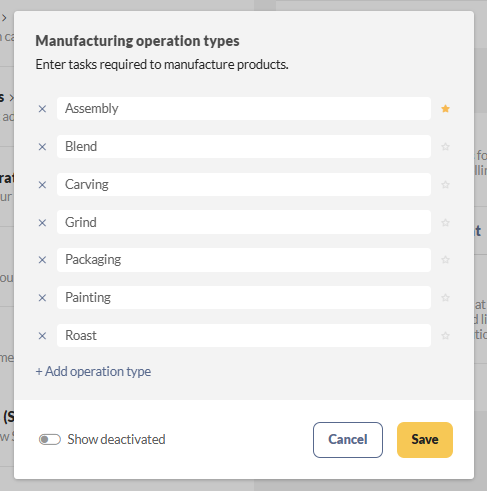 Manufacturing operation types
Enter tasks required to manufacture products.
Assembly
Blend
Carving
Grind
Packaging
Painting
Roast
+ Add operation type
Show deactivated
Cancel
Save